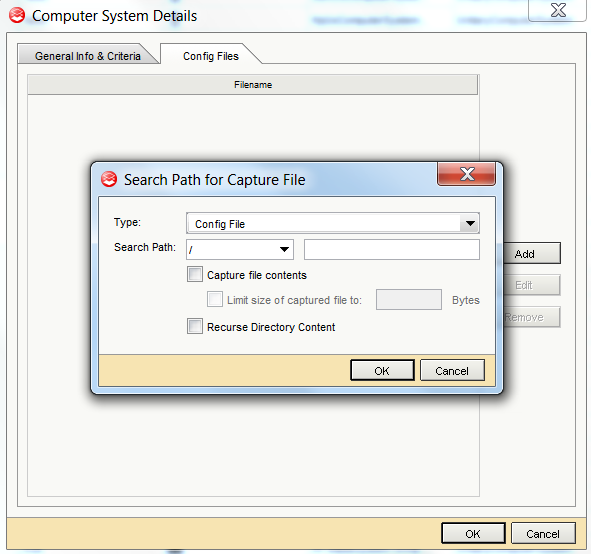 Computer System Details
General Info & Criteria
Config Files
Filename
Search Path for Capture File
Type:
Config File
Search Path:
/
Add
Capture file contents
Edit
Limit size of captured file to:
Bytes
Remove
Recurse Directory Content
OK
Cancel
OK
Cancel